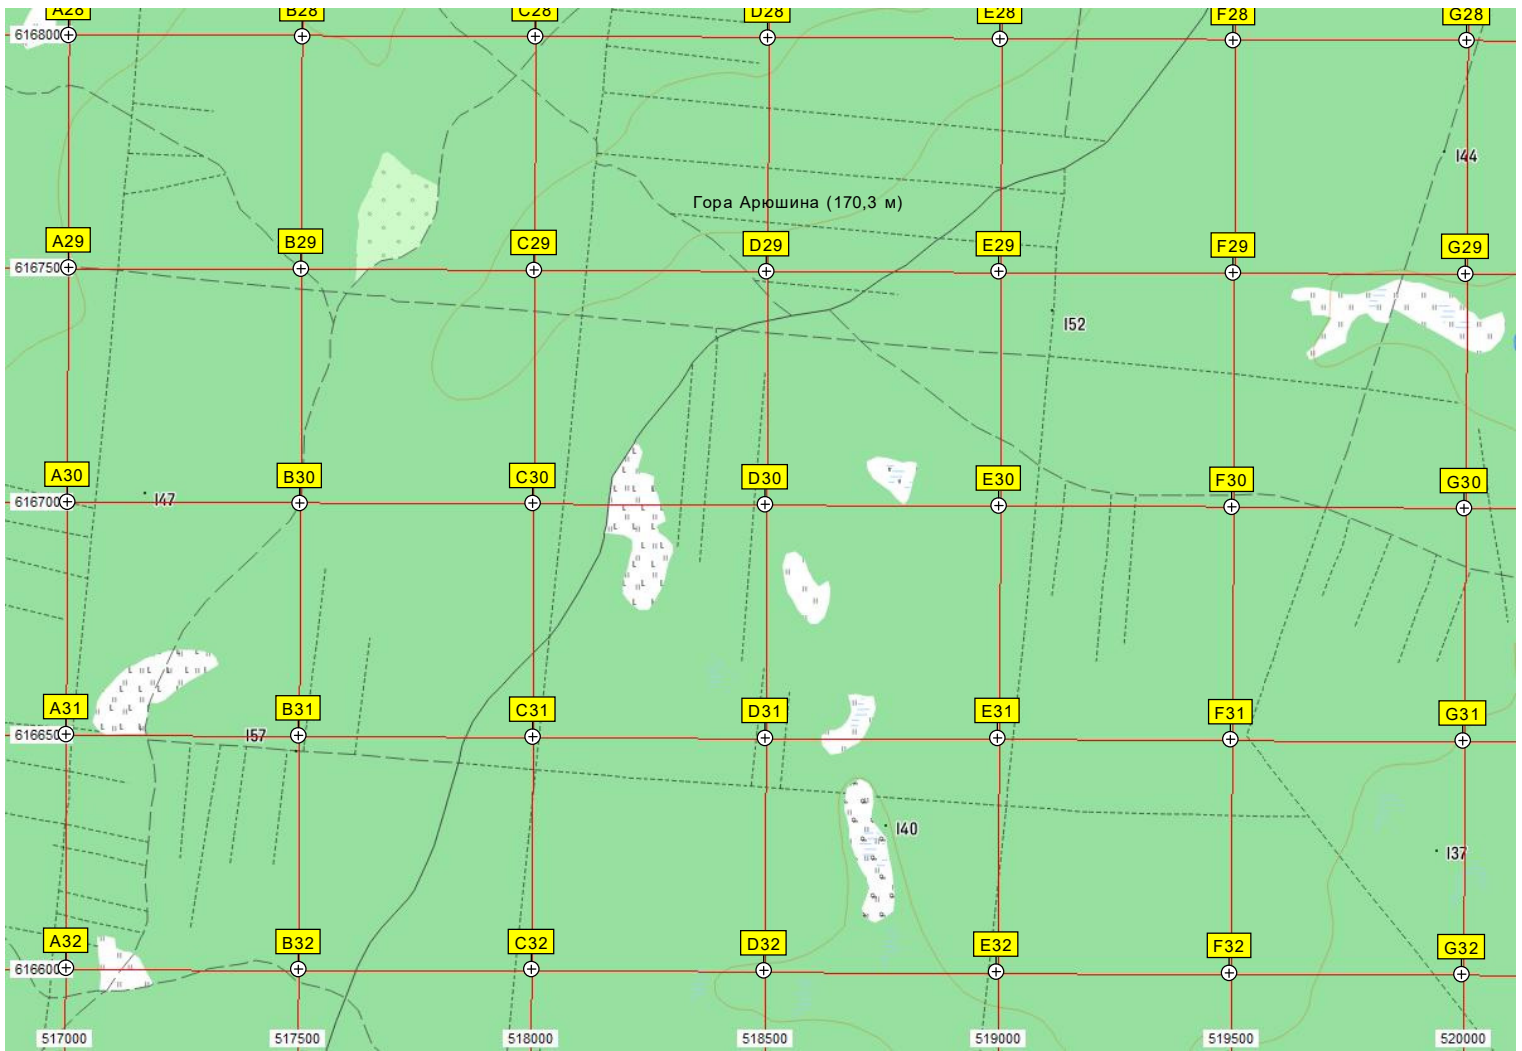 A28 B28 C28 D28 E28 F28 G28
616800
144
Гора Арюшина (170,3 м)
A29 B29 C29 D29 E29 F29 G29
616750
152
A30 B30 C30 D30 E30 F30 G30
616700
147
A31 B31 C31 D31 E31 F31 G31
616650
157
140
137
A32 B32 C32 D32 E32 F32 G32
616600
517000 517500 518000 518500 519000 519500 520000